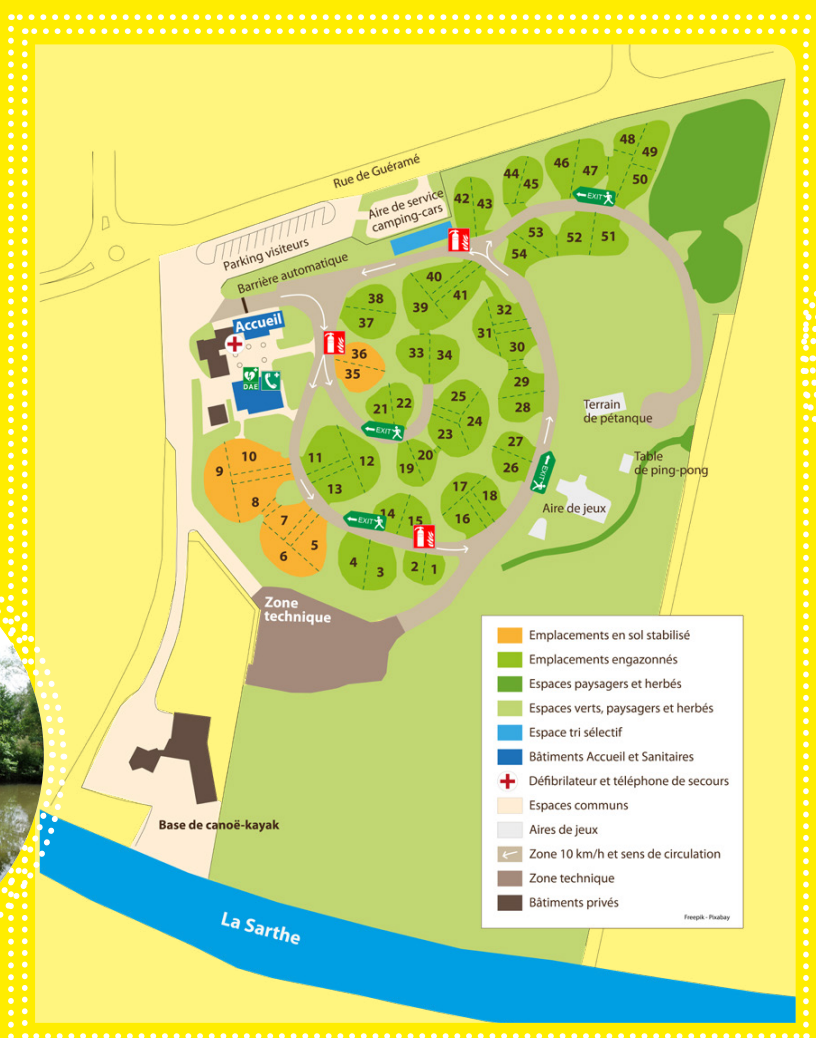 Rue de Guéramé
Aire de service
camping-cars
Parking visiteurs
Barrière automatique
Accueil
DAE
48
49
50
46
47
44
45
42
43
EXIT
53
54
52
51
40
39
41
38
37
36
35
32
31
30
33
34
29
28
21
22
25
24
23
EXIT
20
19
27
26
EXIT
Terrain
de pétanque
Table
de ping-pong
Aire de jeux
10
9
8
11
12
13
17
18
16
7
6
5
EXIT
14
15
4
3
2
1
Zone
technique
Base de canoë-kayak
La Sarthe
Emplacements en sol stabilisé
Emplacements engazonnés
Espaces paysagers et herbés
Espaces verts, paysagers et herbés
Espace tri sélectif
Bâtiments Accueil et Sanitaires
Défibrilateur et téléphone de secours
Espaces communs
Aires de jeux
Zone 10 km/h et sens de circulation
Zone technique
Bâtiments privés
Freepik - Pixabay